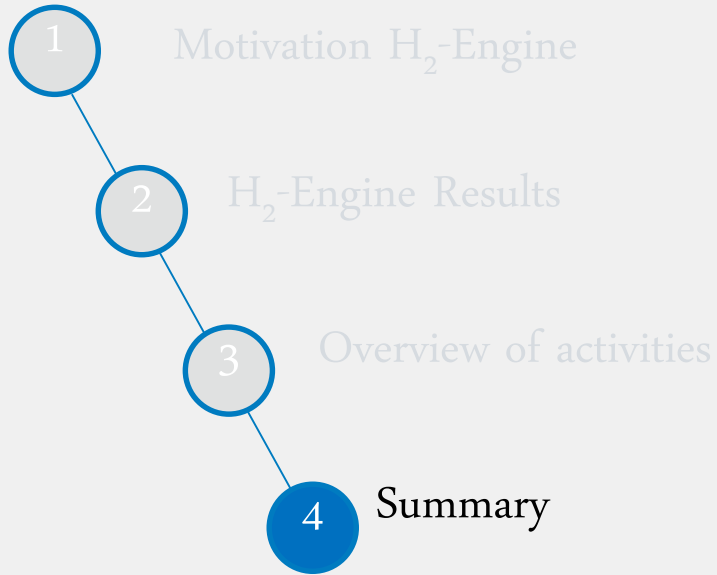 1 Motivation H₂-Engine
2 H₂-Engine Results
3 Overview of activities
4 Summary